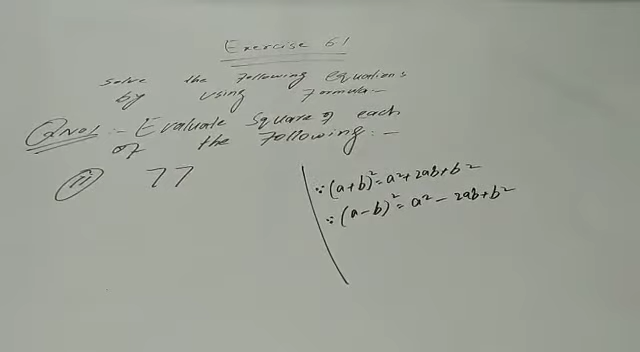 Exercise 6.1
Solve the following equations
by using formula:-
Q No1:- Evaluate Square of each
of the following:-
(ii) 77
∵ (a+b)² = a²+2ab+b²
∵ (a-b)² = a² - 2ab+b²